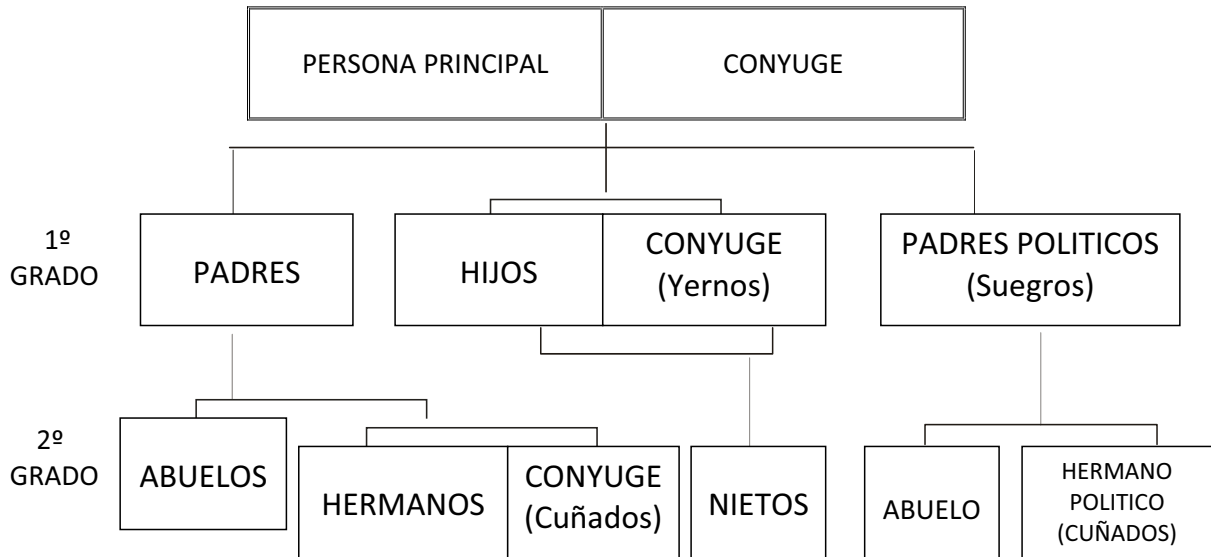 PERSONA PRINCIPAL
CONYUGE
1º
GRADO
PADRES
HIJOS
CONYUGE
(Yernos)
PADRES POLITICOS
(Suegros)
2º
GRADO
ABUELOS
HERMANOS
CONYUGE
(Cuñados)
NIETOS
ABUELO
HERMANO
POLITICO
(CUÑADOS)